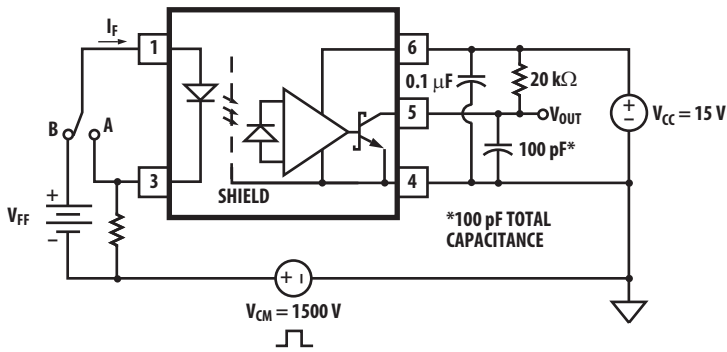 I_F
1
6
0.1 μF
20 kΩ
B
A
5
V_OUT
+
−
V_CC = 15 V
100 pF*
3
SHIELD
4
+
V_FF
−
*100 pF TOTAL
CAPACITANCE
+
−
V_CM = 1500 V